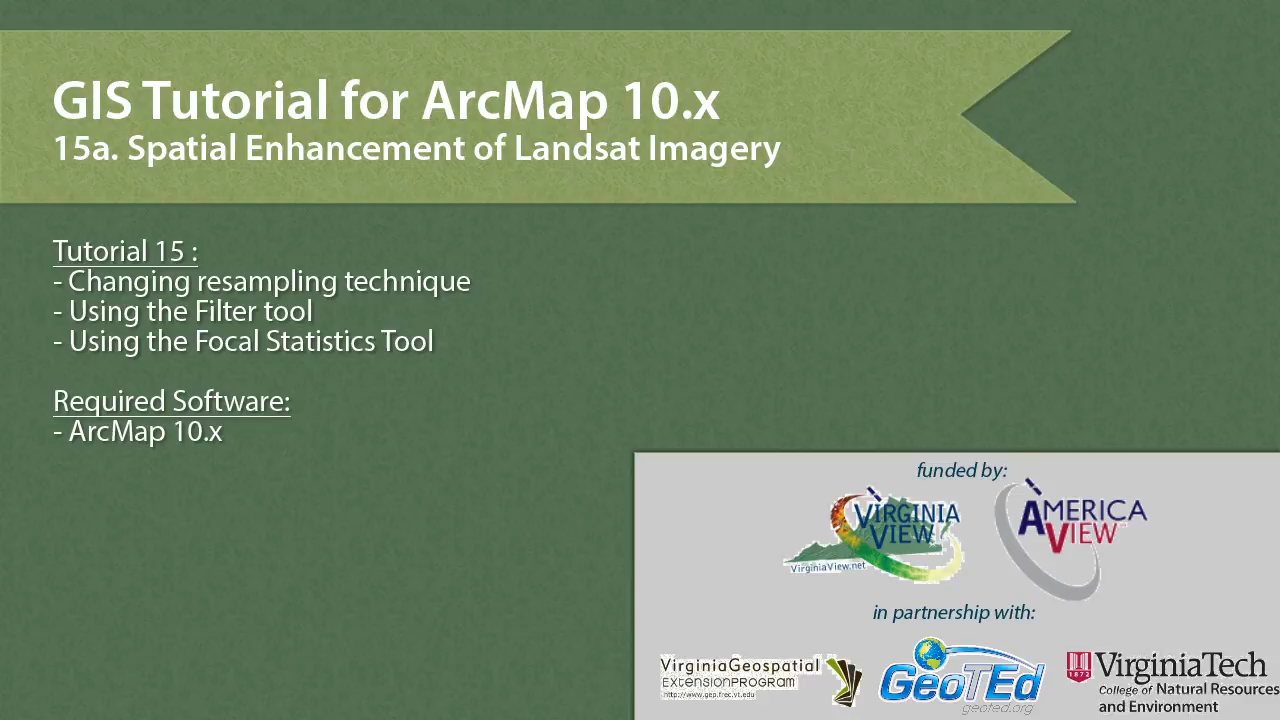 GIS Tutorial for ArcMap 10.x
15a. Spatial Enhancement of Landsat Imagery
Tutorial 15 :
- Changing resampling technique
- Using the Filter tool
- Using the Focal Statistics Tool
Required Software:
- ArcMap 10.x
funded by:
VIRGINIA
VIEW
VirginiaView.net
AMERICA
VIEW
in partnership with:
VirginiaGeospatial
EXTENSIONPROGRAM
http://www.gep.frec.vt.edu
GeoTEd
geoted.org
1872
VirginiaTech
College of Natural Resources
and Environment